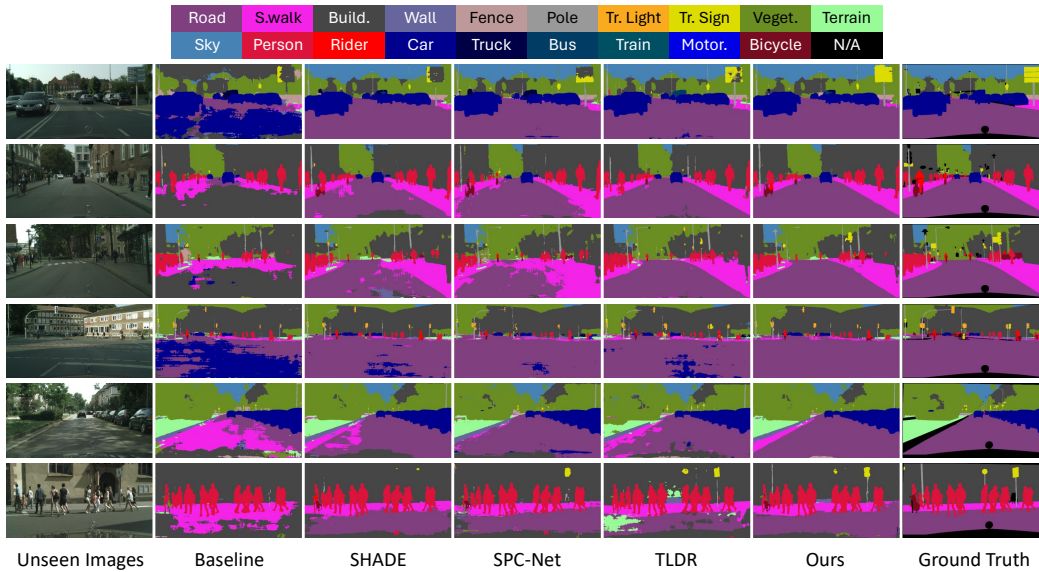 Road S.walk Build. Wall Fence Pole Tr. Light Tr. Sign Veget. Terrain
Sky Person Rider Car Truck Bus Train Motor. Bicycle N/A
Unseen Images Baseline SHADE SPC-Net TLDR Ours Ground Truth